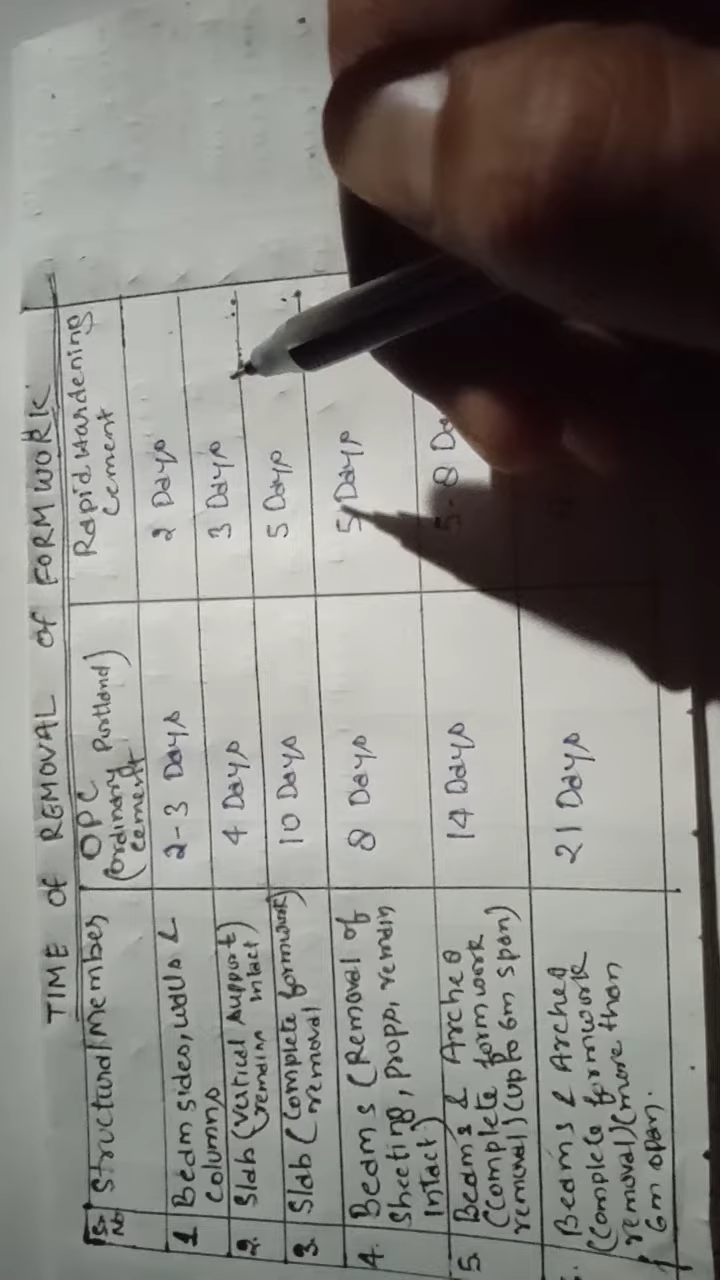 TIME OF REMOVAL OF FORMWORK
Sr. No
Structural Member
OPC
(ordinary Portland)
cement
Rapid Hardening
Cement
1. Beam sides, walls &
columns
2-3 Days
2 Days
2. Slab (vertical support)
remains intact)
4 Days
3 Days
3. Slab (Complete formwork)
removal
10 Days
5 Days
4. Beams (Removal of
Sheeting, props, remain
Intact)
8 Days
5 Days
5. Beams & Arches
(Complete formwork
removal) (up to 6m span)
14 Days
5-8
Beams & Arches
(Complete formwork
removal) (more than
6m span.
21 Days